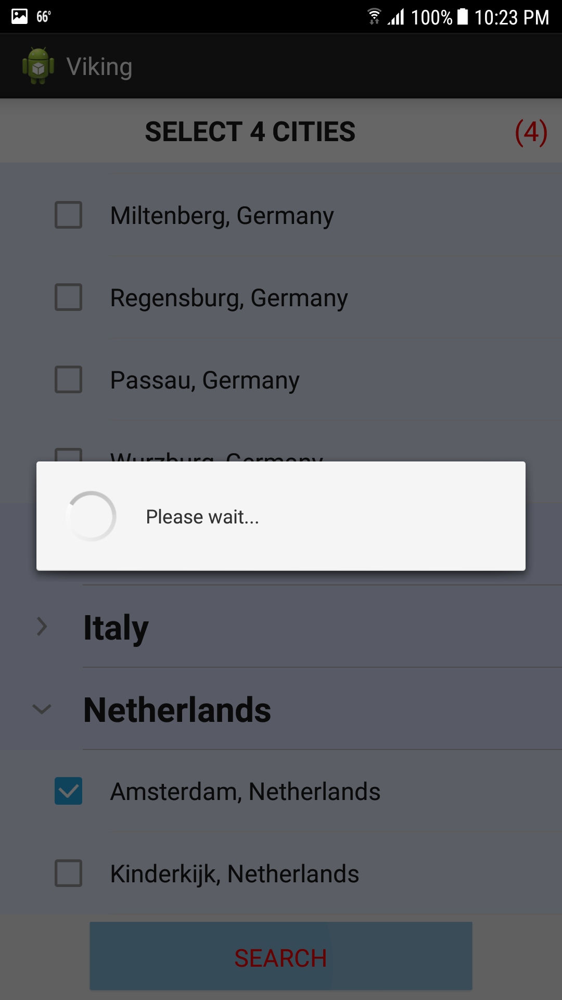 66° 100% 10:23 PM
Viking
SELECT 4 CITIES (4)
Miltenberg, Germany
Regensburg, Germany
Passau, Germany
Wurzburg, Germany
Please wait...
Italy
Netherlands
Amsterdam, Netherlands
Kinderkijk, Netherlands
SEARCH